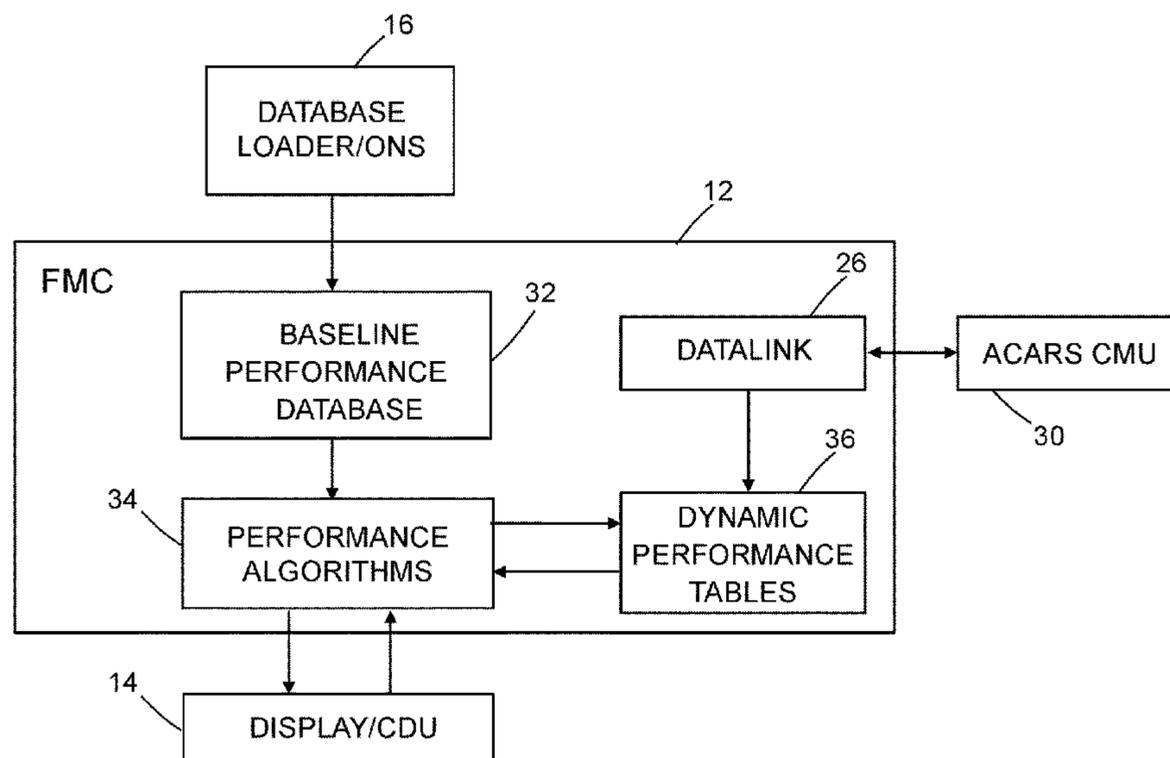 16
DATABASE
LOADER/ONS
12
FMC
26
32
BASELINE
PERFORMANCE
DATABASE
DATALINK
ACARS CMU
30
36
34
PERFORMANCE
ALGORITHMS
DYNAMIC
PERFORMANCE
TABLES
14
DISPLAY/CDU